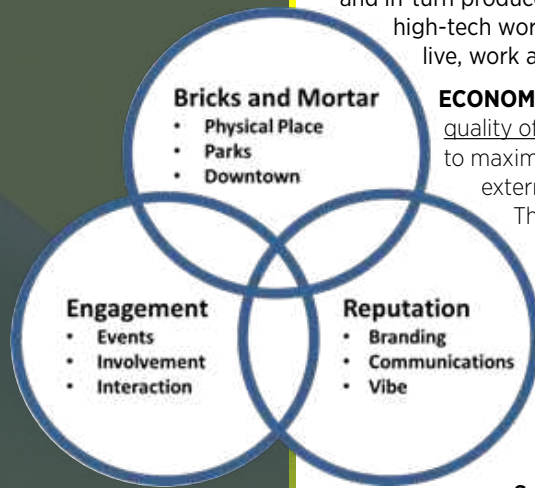 and in turn produce
high-tech wor
live, work a
ECONOM
quality of
to maxim
extern
Th
Bricks and Mortar
• Physical Place
• Parks
• Downtown
Engagement
• Events
• Involvement
• Interaction
Reputation
• Branding
• Communications
• Vibe